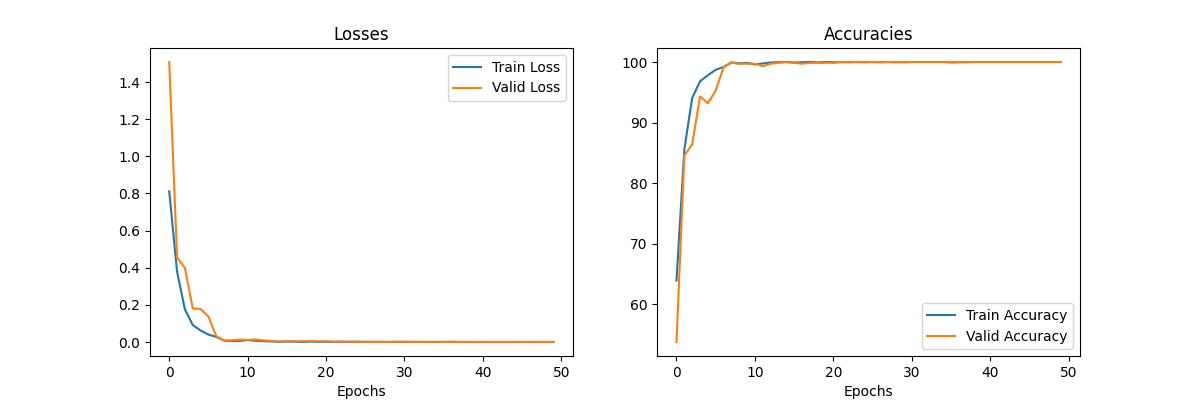 Losses
1.4
1.2
1.0
0.8
0.6
0.4
0.2
0.0
0 10 20 30 40 50
Epochs
Train Loss
Valid Loss
Accuracies
100
90
80
70
60
0 10 20 30 40 50
Epochs
Train Accuracy
Valid Accuracy